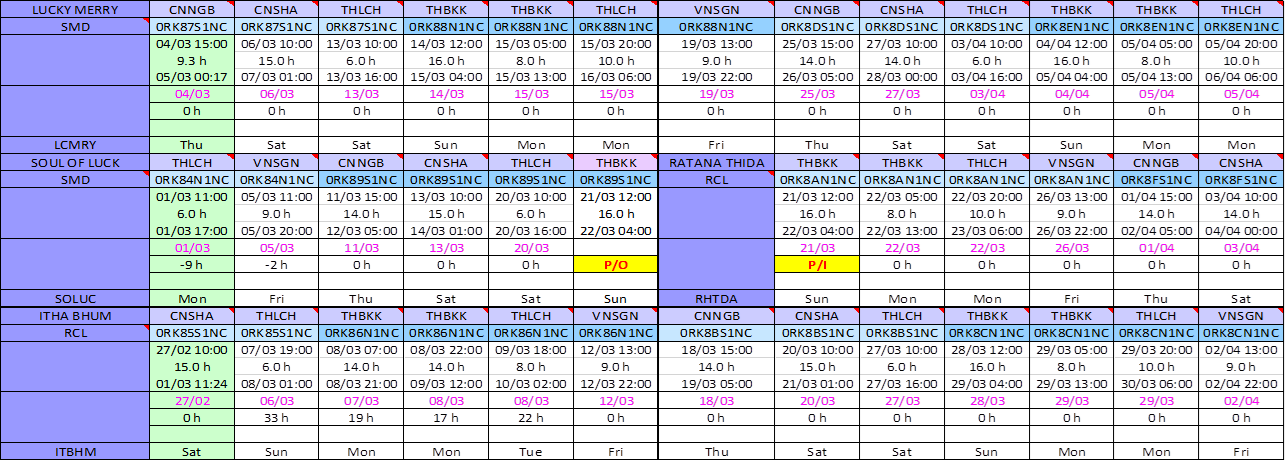 LUCKY MERRY CNNGB CNSHA THLCH THBKK THBKK THLCH VNSGN CNNGB CNSHA THLCH THBKK THBKK THLCH
SMD 0RK87S1NC 0RK87S1NC 0RK87S1NC 0RK88N1NC 0RK88N1NC 0RK88N1NC 0RK88N1NC 0RK8DS1NC 0RK8DS1NC 0RK8DS1NC 0RK8EN1NC 0RK8EN1NC 0RK8EN1NC
04/03 15:00 06/03 10:00 13/03 10:00 14/03 12:00 15/03 05:00 15/03 20:00 19/03 13:00 25/03 15:00 27/03 10:00 03/04 10:00 04/04 12:00 05/04 05:00 05/04 20:00
9.3 h 15.0 h 6.0 h 16.0 h 8.0 h 10.0 h 9.0 h 14.0 h 14.0 h 6.0 h 16.0 h 8.0 h 10.0 h
05/03 00:17 07/03 01:00 13/03 16:00 15/03 04:00 15/03 13:00 16/03 06:00 19/03 22:00 26/03 05:00 28/03 00:00 03/04 16:00 05/04 04:00 05/04 13:00 06/04 06:00
04/03 06/03 13/03 14/03 15/03 15/03 19/03 25/03 27/03 03/04 04/04 05/04 05/04
0 h 0 h 0 h 0 h 0 h 0 h 0 h 0 h 0 h 0 h 0 h 0 h 0 h
LCMRY Thu Sat Sat Sun Mon Mon Fri Thu Sat Sat Sun Mon Mon
SOUL OF LUCK THLCH VNSGN CNNGB CNSHA THLCH THBKK RATANA THIDA THBKK THBKK THLCH VNSGN CNNGB CNSHA
SMD 0RK84N1NC 0RK84N1NC 0RK89S1NC 0RK89S1NC 0RK89S1NC 0RK89S1NC RCL 0RK8AN1NC 0RK8AN1NC 0RK8AN1NC 0RK8AN1NC 0RK8FS1NC 0RK8FS1NC
01/03 11:00 05/03 11:00 11/03 15:00 13/03 10:00 20/03 10:00 21/03 12:00 21/03 12:00 22/03 05:00 22/03 20:00 26/03 13:00 01/04 15:00 03/04 10:00
6.0 h 9.0 h 14.0 h 15.0 h 6.0 h 16.0 h 16.0 h 8.0 h 10.0 h 9.0 h 14.0 h 14.0 h
01/03 17:00 05/03 20:00 12/03 05:00 14/03 01:00 20/03 16:00 22/03 04:00 22/03 04:00 22/03 13:00 23/03 06:00 26/03 22:00 02/04 05:00 04/04 00:00
01/03 05/03 11/03 13/03 20/03 21/03 22/03 22/03 26/03 01/04 03/04
-9 h -2 h 0 h 0 h 0 h P/O P/I 0 h 0 h 0 h 0 h 0 h
SOLUC Mon Fri Thu Sat Sat Sun RHTDA Sun Mon Mon Fri Thu Sat
ITHA BHUM CNSHA THLCH THBKK THBKK THLCH VNSGN CNNGB CNSHA THLCH THBKK THBKK THLCH VNSGN
RCL 0RK85S1NC 0RK85S1NC 0RK86N1NC 0RK86N1NC 0RK86N1NC 0RK86N1NC 0RK8BS1NC 0RK8BS1NC 0RK8BS1NC 0RK8CN1NC 0RK8CN1NC 0RK8CN1NC 0RK8CN1NC
27/02 10:00 07/03 19:00 08/03 07:00 08/03 22:00 09/03 18:00 12/03 13:00 18/03 15:00 20/03 10:00 27/03 10:00 28/03 12:00 29/03 05:00 29/03 20:00 02/04 13:00
15.0 h 6.0 h 14.0 h 14.0 h 8.0 h 9.0 h 14.0 h 15.0 h 6.0 h 16.0 h 8.0 h 10.0 h 9.0 h
01/03 11:24 08/03 01:00 08/03 21:00 09/03 12:00 10/03 02:00 12/03 22:00 19/03 05:00 21/03 01:00 27/03 16:00 29/03 04:00 29/03 13:00 30/03 06:00 02/04 22:00
27/02 06/03 07/03 08/03 08/03 12/03 18/03 20/03 27/03 28/03 29/03 29/03 02/04
0 h 33 h 19 h 17 h 22 h 0 h 0 h 0 h 0 h 0 h 0 h 0 h 0 h
ITBHM Sat Sun Mon Mon Tue Fri Thu Sat Sat Sun Mon Mon Fri